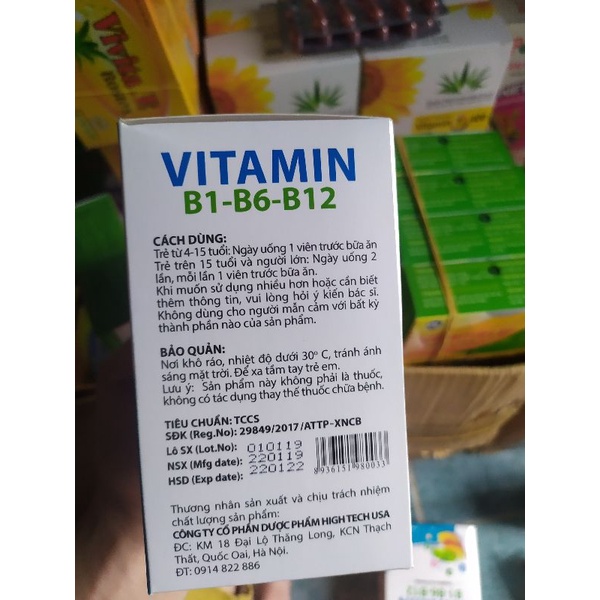 VITAMIN
B1-B6-B12
CÁCH DÙNG:
Trẻ từ 4-15 tuổi: Ngày uống 1 viên trước bữa ăn
Trẻ trên 15 tuổi và người lớn: Ngày uống 2
lần, mỗi lần 1 viên trước bữa ăn.
Khi muốn sử dụng nhiều hơn hoặc cần biết
thêm thông tin, vui lòng hỏi ý kiến bác sĩ.
Không dùng cho người mẫn cảm với bất kỳ
thành phần nào của sản phẩm.
BẢO QUẢN:
Nơi khô ráo, nhiệt độ dưới 30º C, tránh ánh
sáng mặt trời. Để xa tầm tay trẻ em.
Lưu ý: Sản phẩm này không phải là thuốc,
không có tác dụng thay thế thuốc chữa bệnh.
TIÊU CHUẨN: TCCS
SĐK (Reg.No): 29849/2017/ATTP-XNCB
Lô SX (Lot.No): 010119
NSX (Mfg date): 220119
HSD (Exp date): 220122
8936151980033
Thương nhân sản xuất và chịu trách nhiệm
chất lượng sản phẩm:
CÔNG TY CỔ PHẦN DƯỢC PHẨM HIGH TECH USA
ĐC: KM 18 Đại Lộ Thăng Long, KCN Thạch
Thất, Quốc Oai, Hà Nội.
ĐT: 0914 822 886